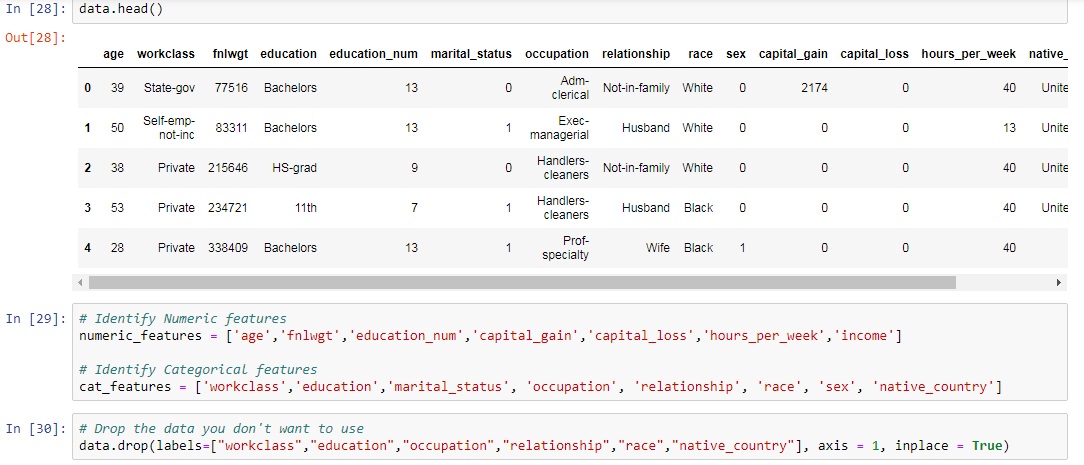 In [28]: data.head()
Out[28]:
age workclass fnlwgt education education_num marital_status occupation relationship race sex capital_gain capital_loss hours_per_week native_
0 39 State-gov 77516 Bachelors 13 0 Adm-clerical Not-in-family White 0 2174 0 40 Unite
1 50 Self-emp-not-inc 83311 Bachelors 13 1 Exec-managerial Husband White 0 0 0 13 Unite
2 38 Private 215646 HS-grad 9 0 Handlers-cleaners Not-in-family White 0 0 0 40 Unite
3 53 Private 234721 11th 7 1 Handlers-cleaners Husband Black 0 0 0 40 Unite
4 28 Private 338409 Bachelors 13 1 Prof-specialty Wife Black 1 0 0 40
In [29]: # Identify Numeric features
numeric_features = ['age','fnlwgt','education_num','capital_gain','capital_loss','hours_per_week','income']
# Identify Categorical features
cat_features = ['workclass','education','marital_status', 'occupation', 'relationship', 'race', 'sex', 'native_country']
In [30]: # Drop the data you don't want to use
data.drop(labels=["workclass","education","occupation","relationship","race","native_country"], axis = 1, inplace = True)